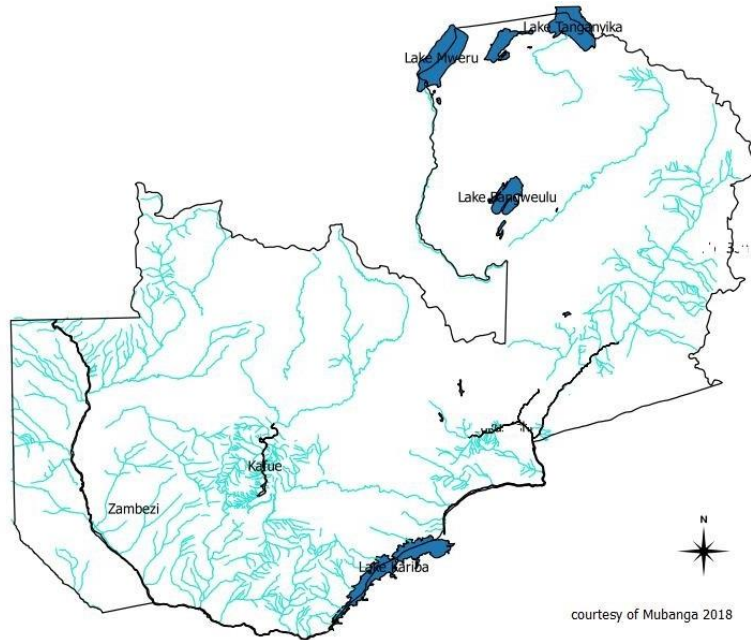 Lake Tanganyika
Lake Mweru
Lake Bangweulu
Kafue
Zambezi
Lake Kariba
N
courtesy of Mubanga 2018